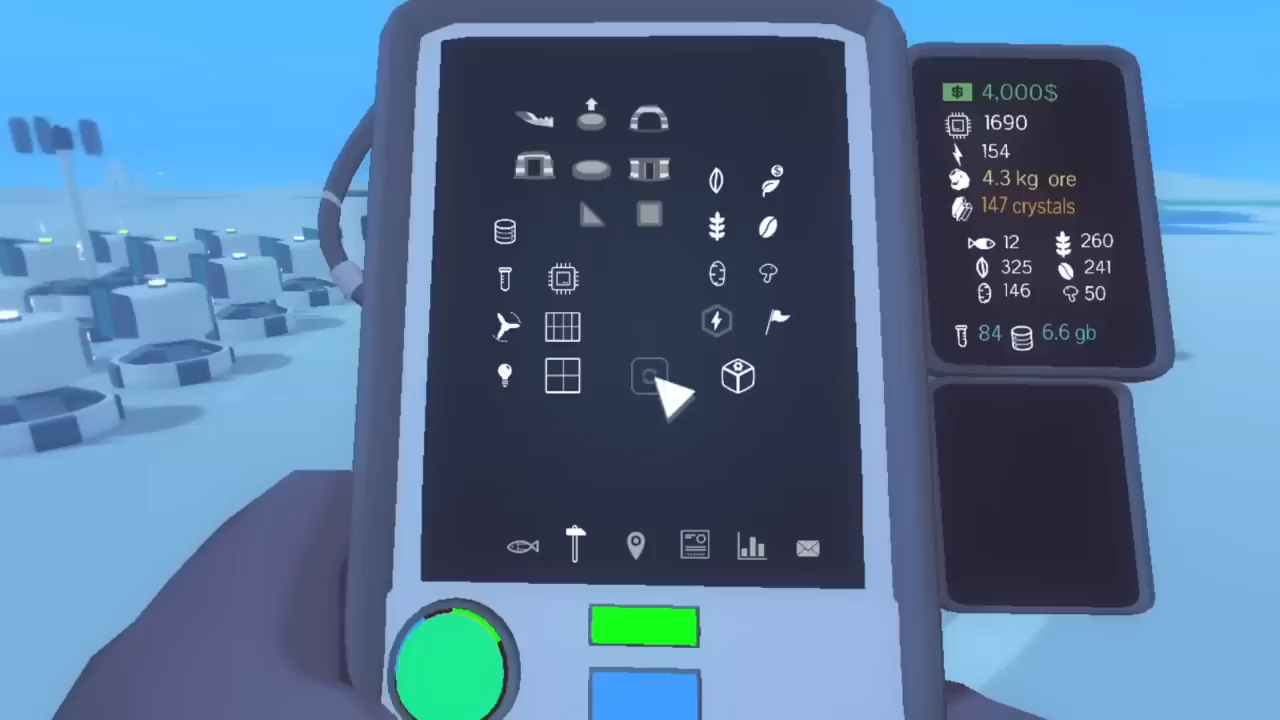 4,000$
1690
154
4.3 kg ore
147 crystals
12 260
325 241
146 50
84 6.6 gb